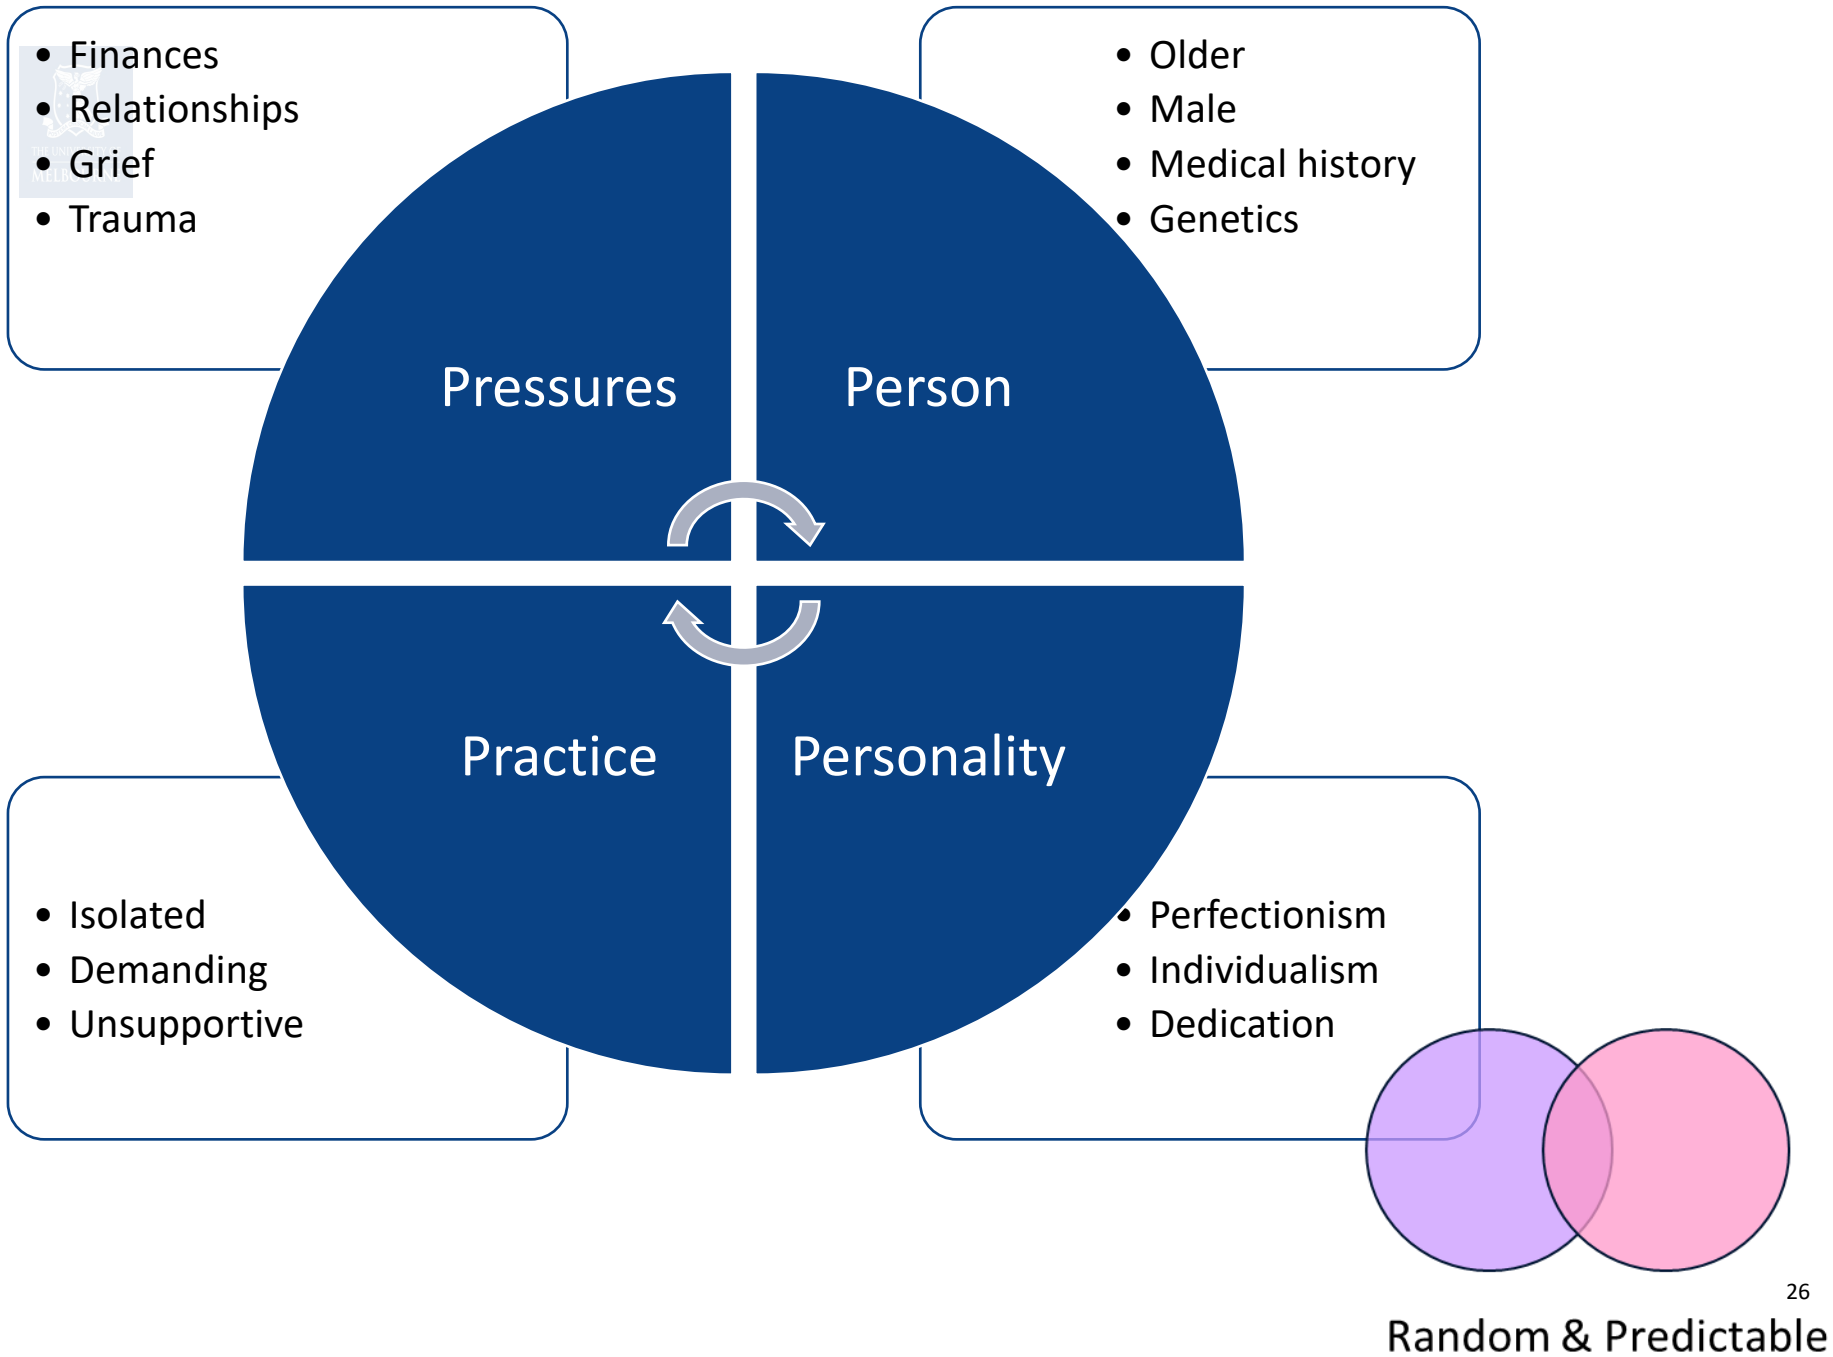 • Finances
• Relationships
• Grief
• Trauma
• Older
• Male
• Medical history
• Genetics
Pressures
Person
Practice
Personality
• Isolated
• Demanding
• Unsupportive
• Perfectionism
• Individualism
• Dedication
26
Random & Predictable